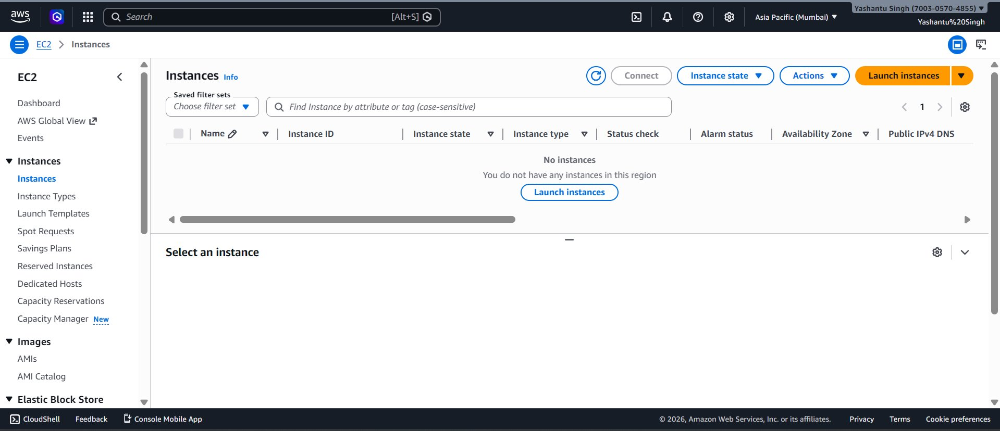 aws
Search [Alt+S]
Asia Pacific (Mumbai)
Yashantu Singh (7003-0570-4855)
Yashantu%20Singh
EC2 Instances
EC2
Dashboard
AWS Global View
Events
Instances
Instances
Instance Types
Launch Templates
Spot Requests
Savings Plans
Reserved Instances
Dedicated Hosts
Capacity Reservations
Capacity Manager New
Images
AMIs
AMI Catalog
Elastic Block Store
Instances Info
Connect
Instance state
Actions
Launch instances
Saved filter sets
Choose filter set
Find Instance by attribute or tag (case-sensitive)
1
Name Instance ID Instance state Instance type Status check Alarm status Availability Zone Public IPv4 DNS
No instances
You do not have any instances in this region
Launch instances
Select an instance
CloudShell Feedback Console Mobile App © 2026, Amazon Web Services, Inc. or its affiliates. Privacy Terms Cookie preferences